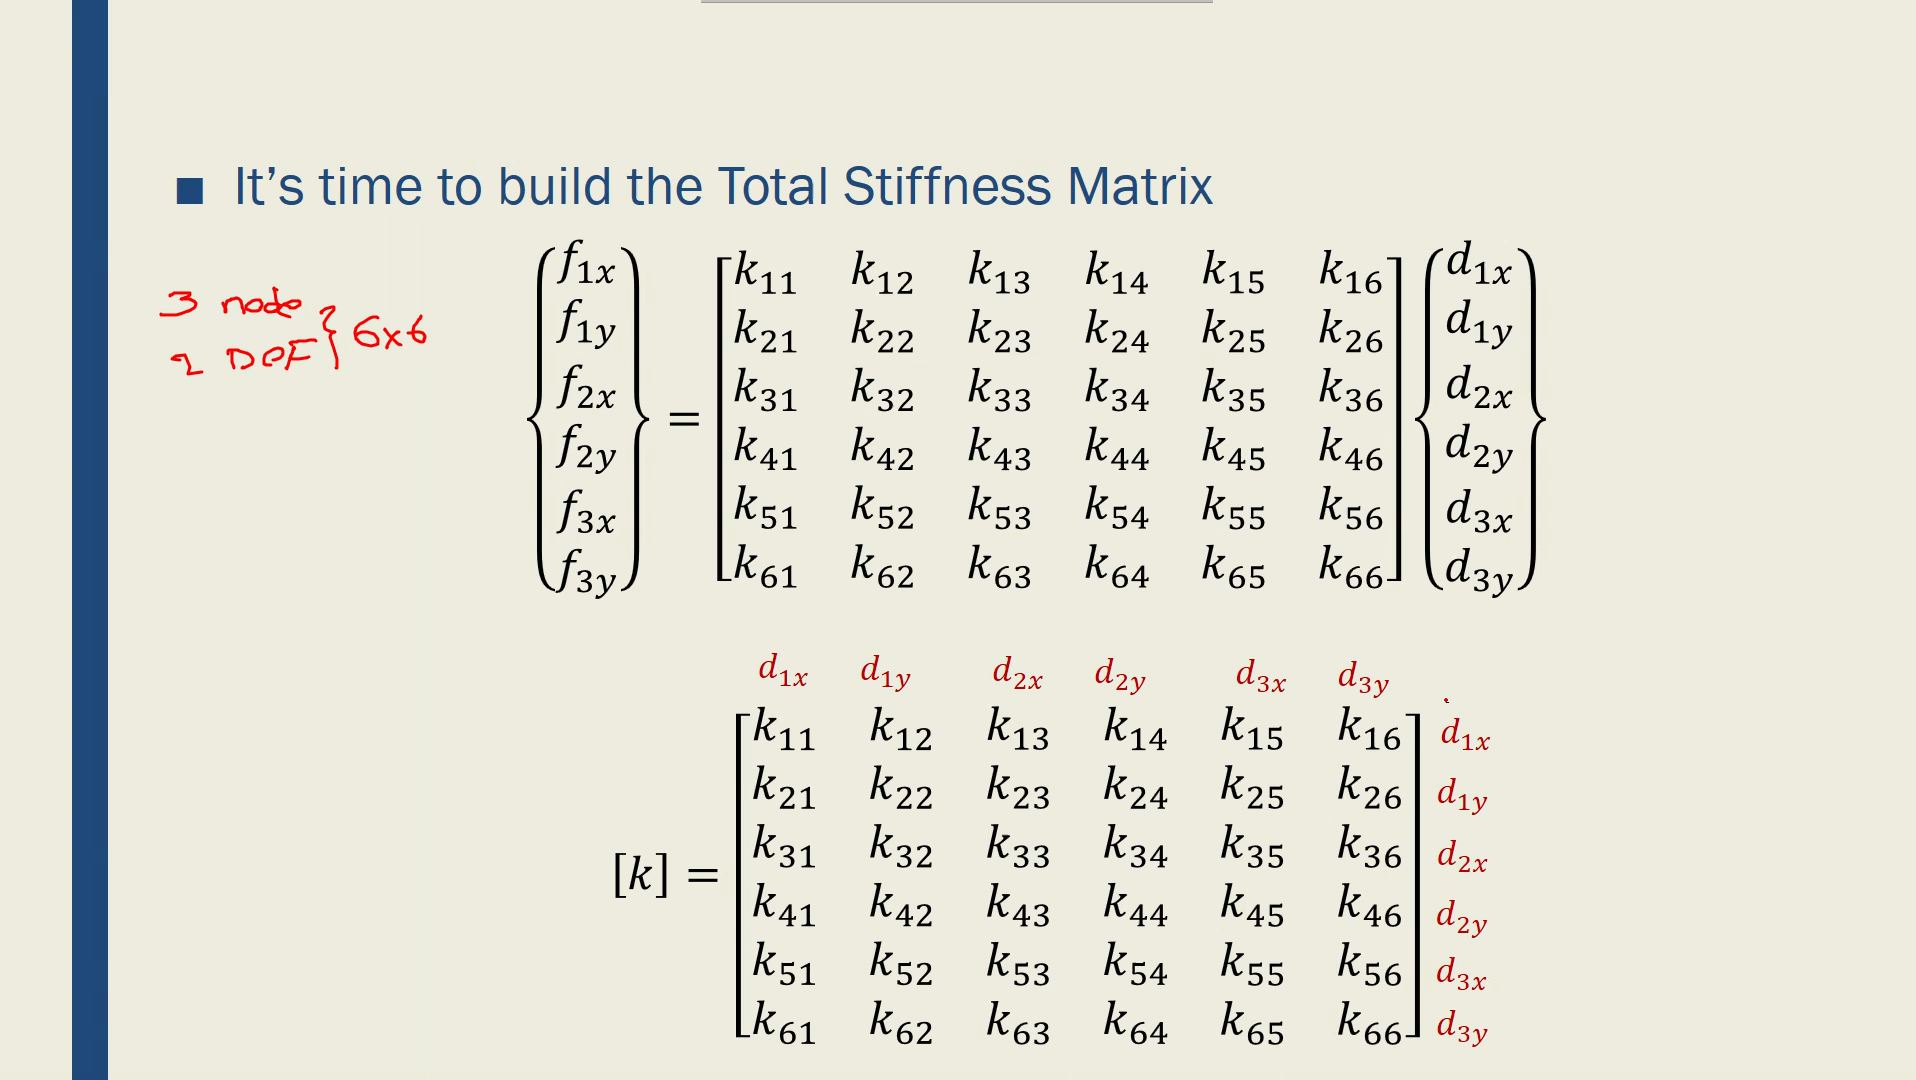 ■ It’s time to build the Total Stiffness Matrix
3 node
2 DOF } 6x6
{f1x f1y f2x f2y f3x f3y} = [k11 k12 k13 k14 k15 k16
k21 k22 k23 k24 k25 k26
k31 k32 k33 k34 k35 k36
k41 k42 k43 k44 k45 k46
k51 k52 k53 k54 k55 k56
k61 k62 k63 k64 k65 k66] {d1x d1y d2x d2y d3x d3y}
d1x d1y d2x d2y d3x d3y
[k] = [k11 k12 k13 k14 k15 k16 d1x
k21 k22 k23 k24 k25 k26 d1y
k31 k32 k33 k34 k35 k36 d2x
k41 k42 k43 k44 k45 k46 d2y
k51 k52 k53 k54 k55 k56 d3x
k61 k62 k63 k64 k65 k66] d3y